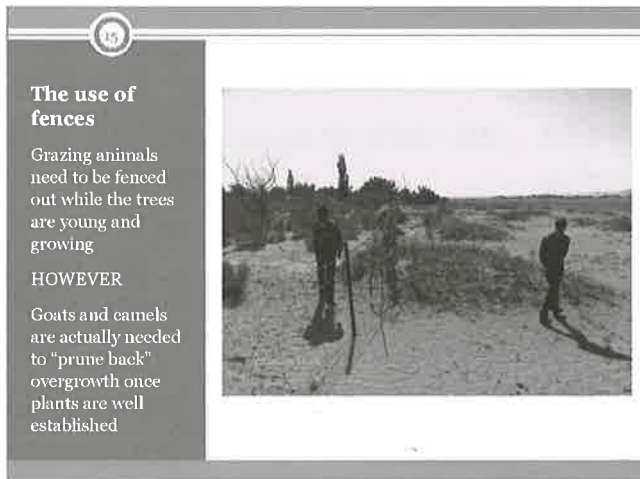 15
The use of
fences
Grazing animals
need to be fenced
out while the trees
are young and
growing
HOWEVER
Goats and camels
are actually needed
to “prune back”
overgrowth once
plants are well
established